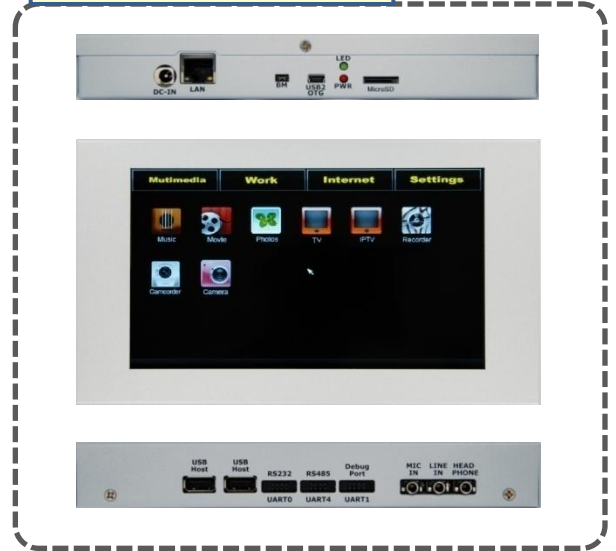 LED
DC-IN LAN BM USB2 OTG PWR MicroSD
Mutimedia Work Internet Settings
Music Movie Photos TV IPTV Recorder
Camcorder Camera
USB Host USB Host RS232 RS485 Debug Port MIC IN LINE IN HEAD PHONE
UART0 UART4 UART1